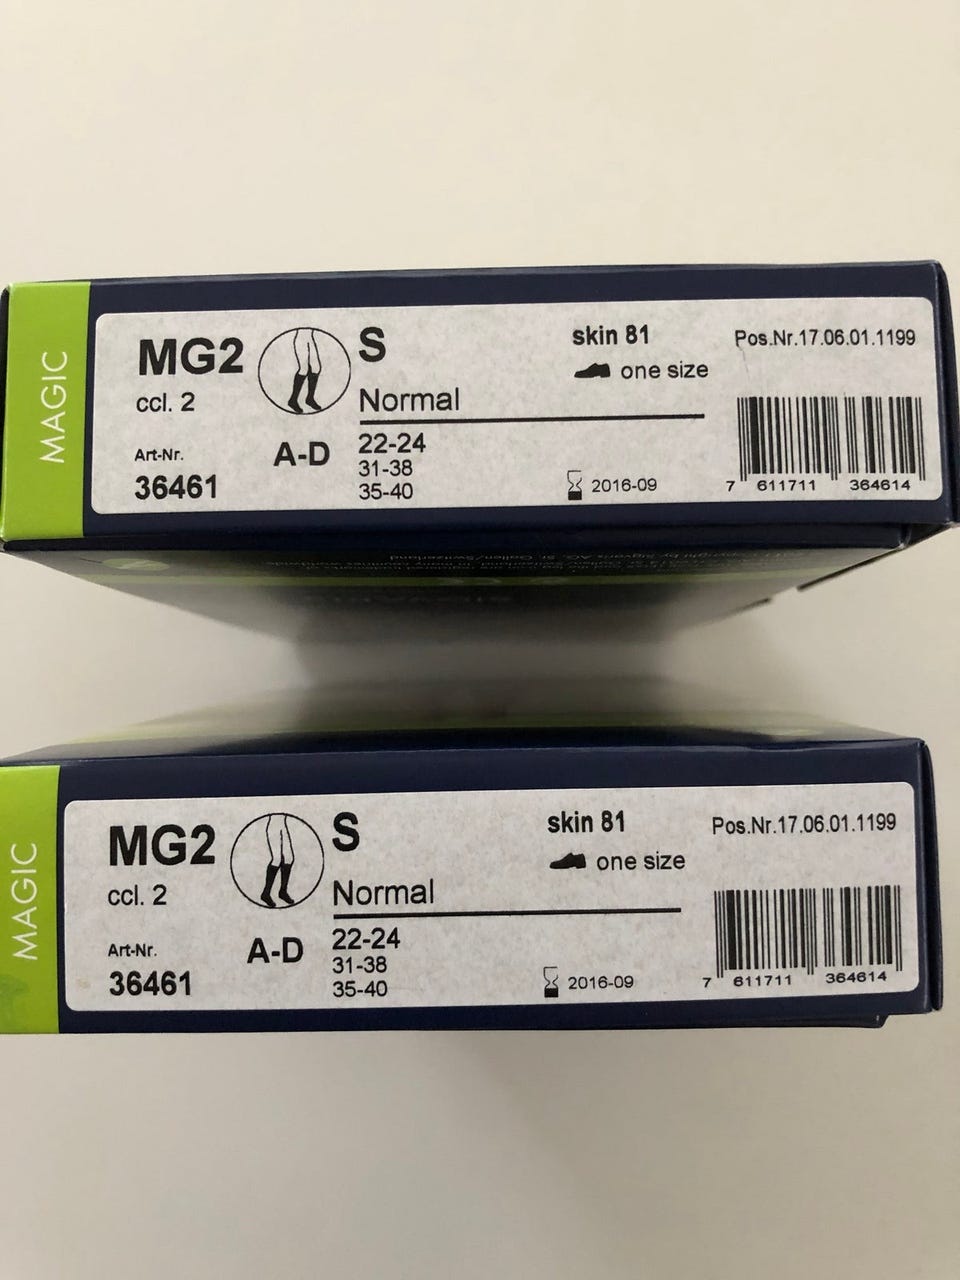 MAGIC
MG2
ccl. 2
Art-Nr.
36461
A-D
S
Normal
22-24
31-38
35-40
skin 81
one size
2016-09
Pos.Nr.17.06.01.1199
7 611711 364614
MAGIC
MG2
ccl. 2
Art-Nr.
36461
A-D
S
Normal
22-24
31-38
35-40
skin 81
one size
2016-09
Pos.Nr.17.06.01.1199
7 611711 364614